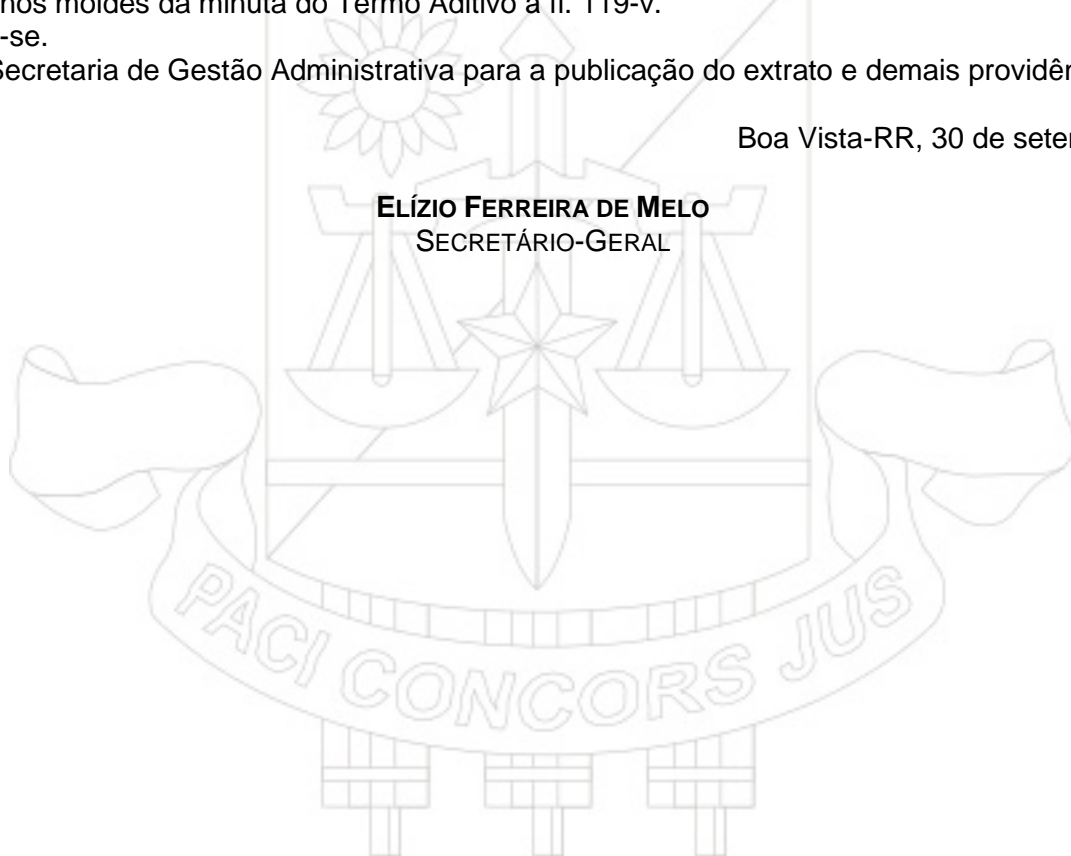 nos moldes da minuta do Termo Aditivo à fl. 119-v.
-se.
Secretaria de Gestão Administrativa para a publicação do extrato e demais providên
Boa Vista-RR, 30 de seter
ELÍZIO FERREIRA DE MELO
SECRETÁRIO-GERAL
PACI CONCORS JUS